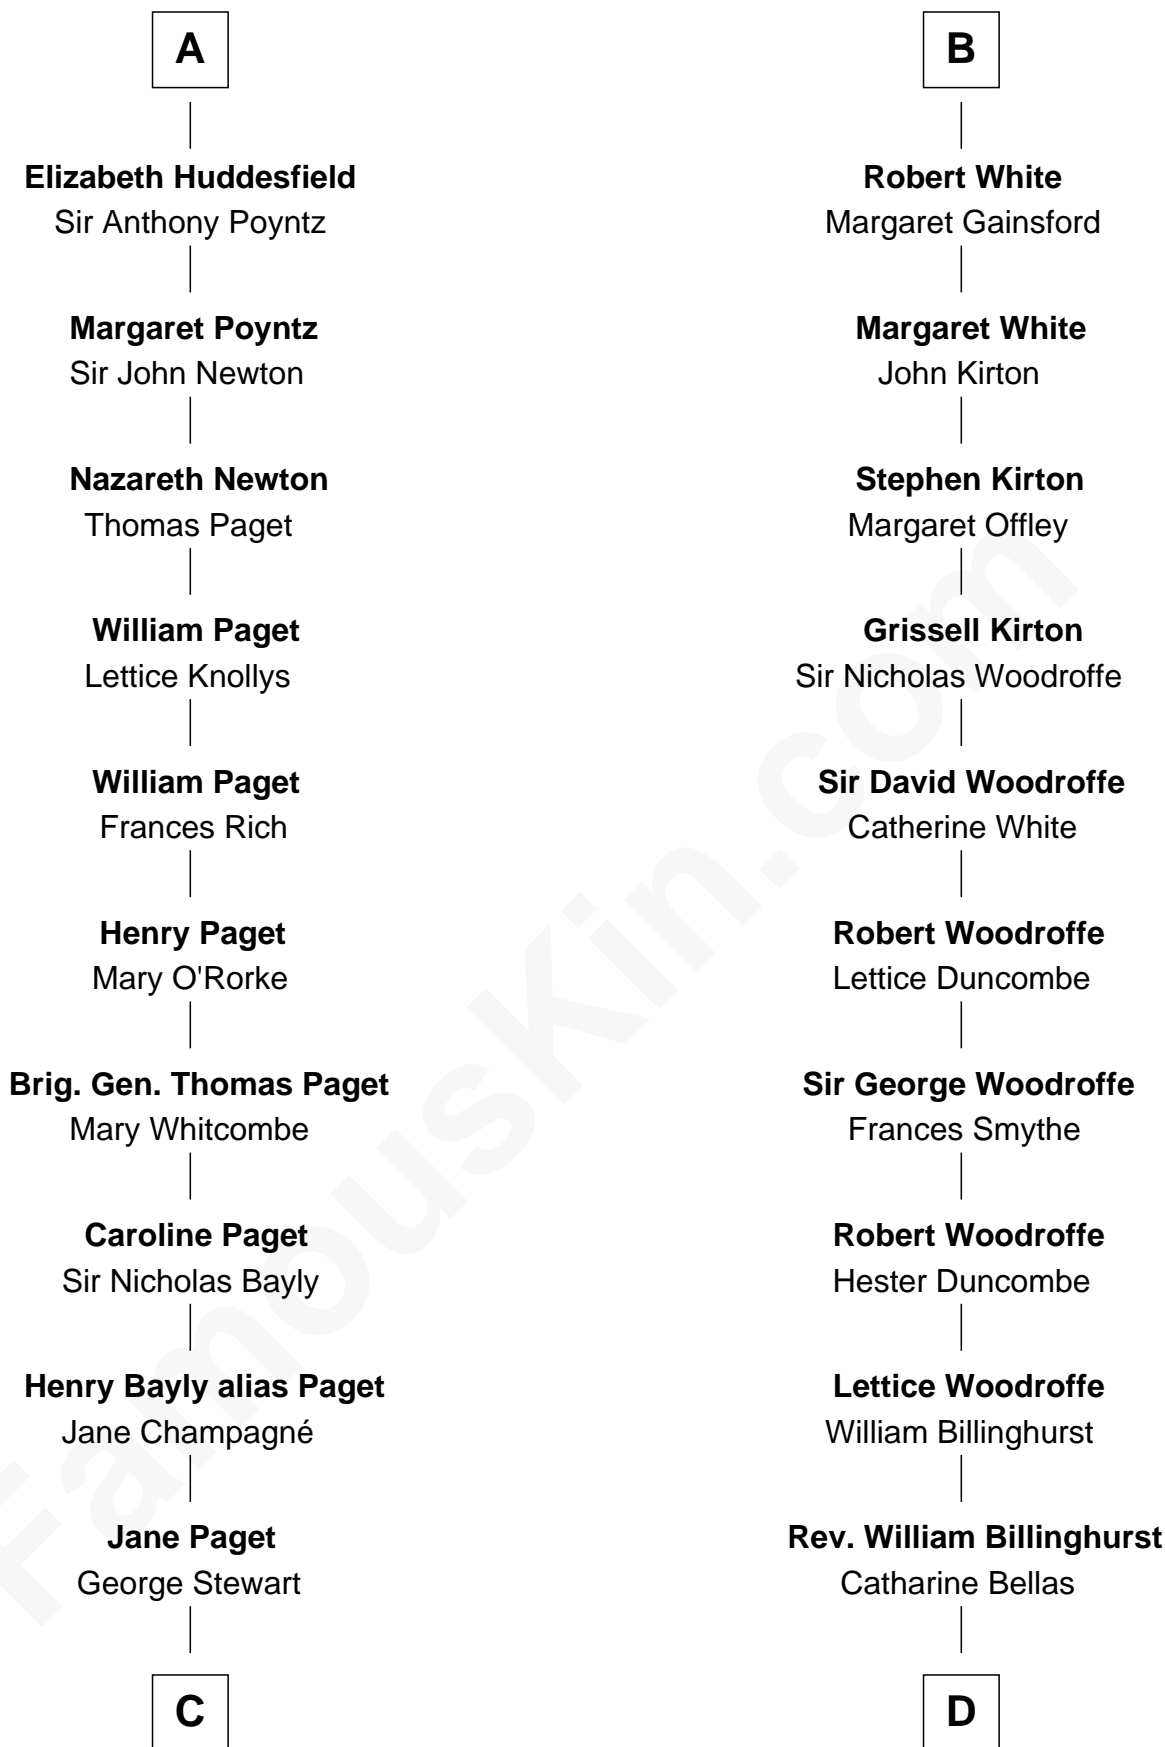 A
Elizabeth Huddesfield
Sir Anthony Poyntz
Margaret Poyntz
Sir John Newton
Nazareth Newton
Thomas Paget
William Paget
Lettice Knollys
William Paget
Frances Rich
Henry Paget
Mary O'Rorke
Brig. Gen. Thomas Paget
Mary Whitcombe
Caroline Paget
Sir Nicholas Bayly
Henry Bayly alias Paget
Jane Champagné
Jane Paget
George Stewart
C
B
Robert White
Margaret Gainsford
Margaret White
John Kirton
Stephen Kirton
Margaret Offley
Grissell Kirton
Sir Nicholas Woodroffe
Sir David Woodroffe
Catherine White
Robert Woodroffe
Lettice Duncombe
Sir George Woodroffe
Frances Smythe
Robert Woodroffe
Hester Duncombe
Lettice Woodroffe
William Billinghurst
Rev. William Billinghurst
Catharine Bellas
D
FamousKin.com